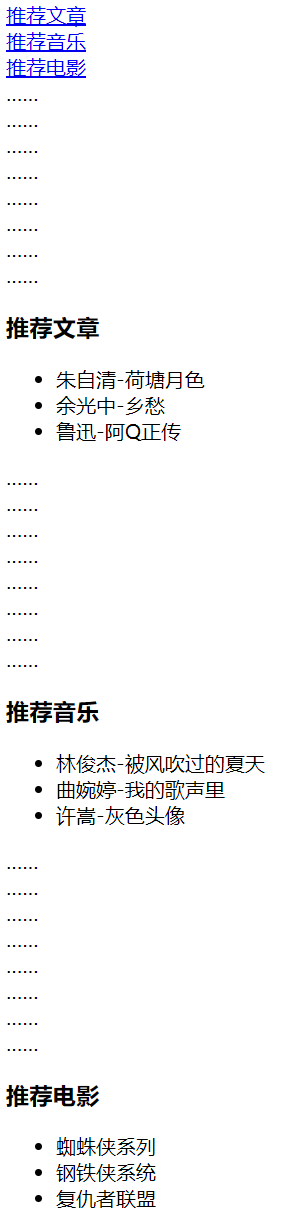 推荐文章
推荐音乐
推荐电影
......
......
......
......
......
......
......
......
推荐文章
• 朱自清-荷塘月色
• 余光中-乡愁
• 鲁迅-阿Q正传
......
......
......
......
......
......
......
......
推荐音乐
• 林俊杰-被风吹过的夏天
• 曲婉婷-我的歌声里
• 许嵩-灰色头像
......
......
......
......
......
......
......
......
推荐电影
• 蜘蛛侠系列
• 钢铁侠系统
• 复仇者联盟